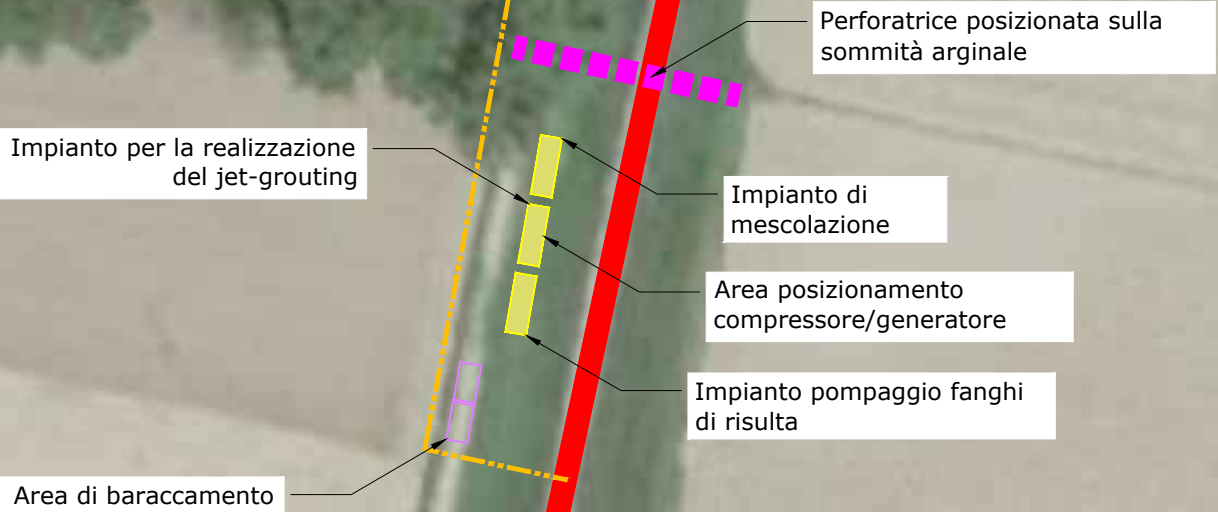 Perforatrice posizionata sulla
sommità arginale
Impianto per la realizzazione
del jet-grouting
Impianto di
mescolazione
Area posizionamento
compressore/generatore
Impianto pompaggio fanghi
di risulta
Area di baraccamento